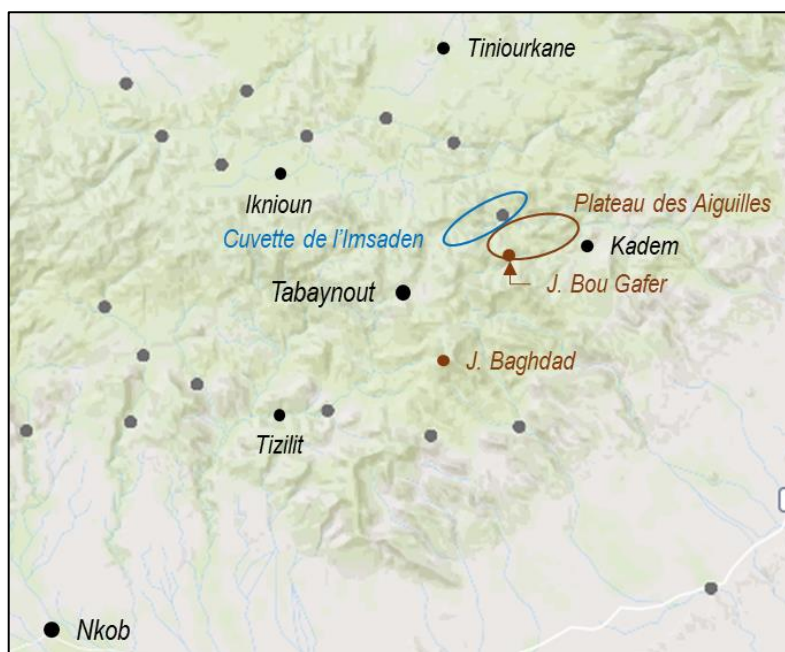 Tiniourkane
Iknioun
Plateau des Aiguilles
Cuvette de l'Imsaden
Kadem
Tabaynout
J. Bou Gafer
J. Baghdad
Tizilit
Nkob